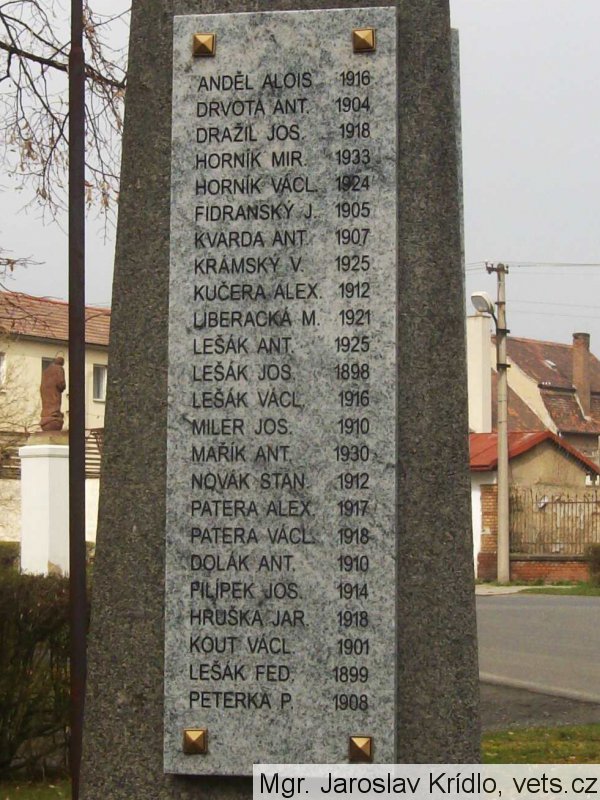 ANDĚL ALOIS 1916
DRVOTA ANT. 1904
DRAŽIL JOS. 1918
HORNÍK MIR. 1933
HORNÍK VÁCL. 1924
FIDRANSKÝ J. 1905
KVARDA ANT. 1907
KRÁMSKÝ V. 1925
KUČERA ALEX. 1912
LIBERACKÁ M. 1921
LEŠÁK ANT. 1925
LEŠÁK JOS. 1898
LEŠÁK VÁCL. 1916
MILER JOS. 1910
MAŘÍK ANT. 1930
NOVÁK STAN. 1912
PATERA ALEX. 1917
PATERA VÁCL. 1918
DOLÁK ANT. 1910
PILÍPEK JOS. 1914
HRUŠKA JAR. 1918
KOUT VÁCL. 1901
LEŠÁK FED. 1899
PETERKA P. 1908
Mgr. Jaroslav Krídlo, vets.cz